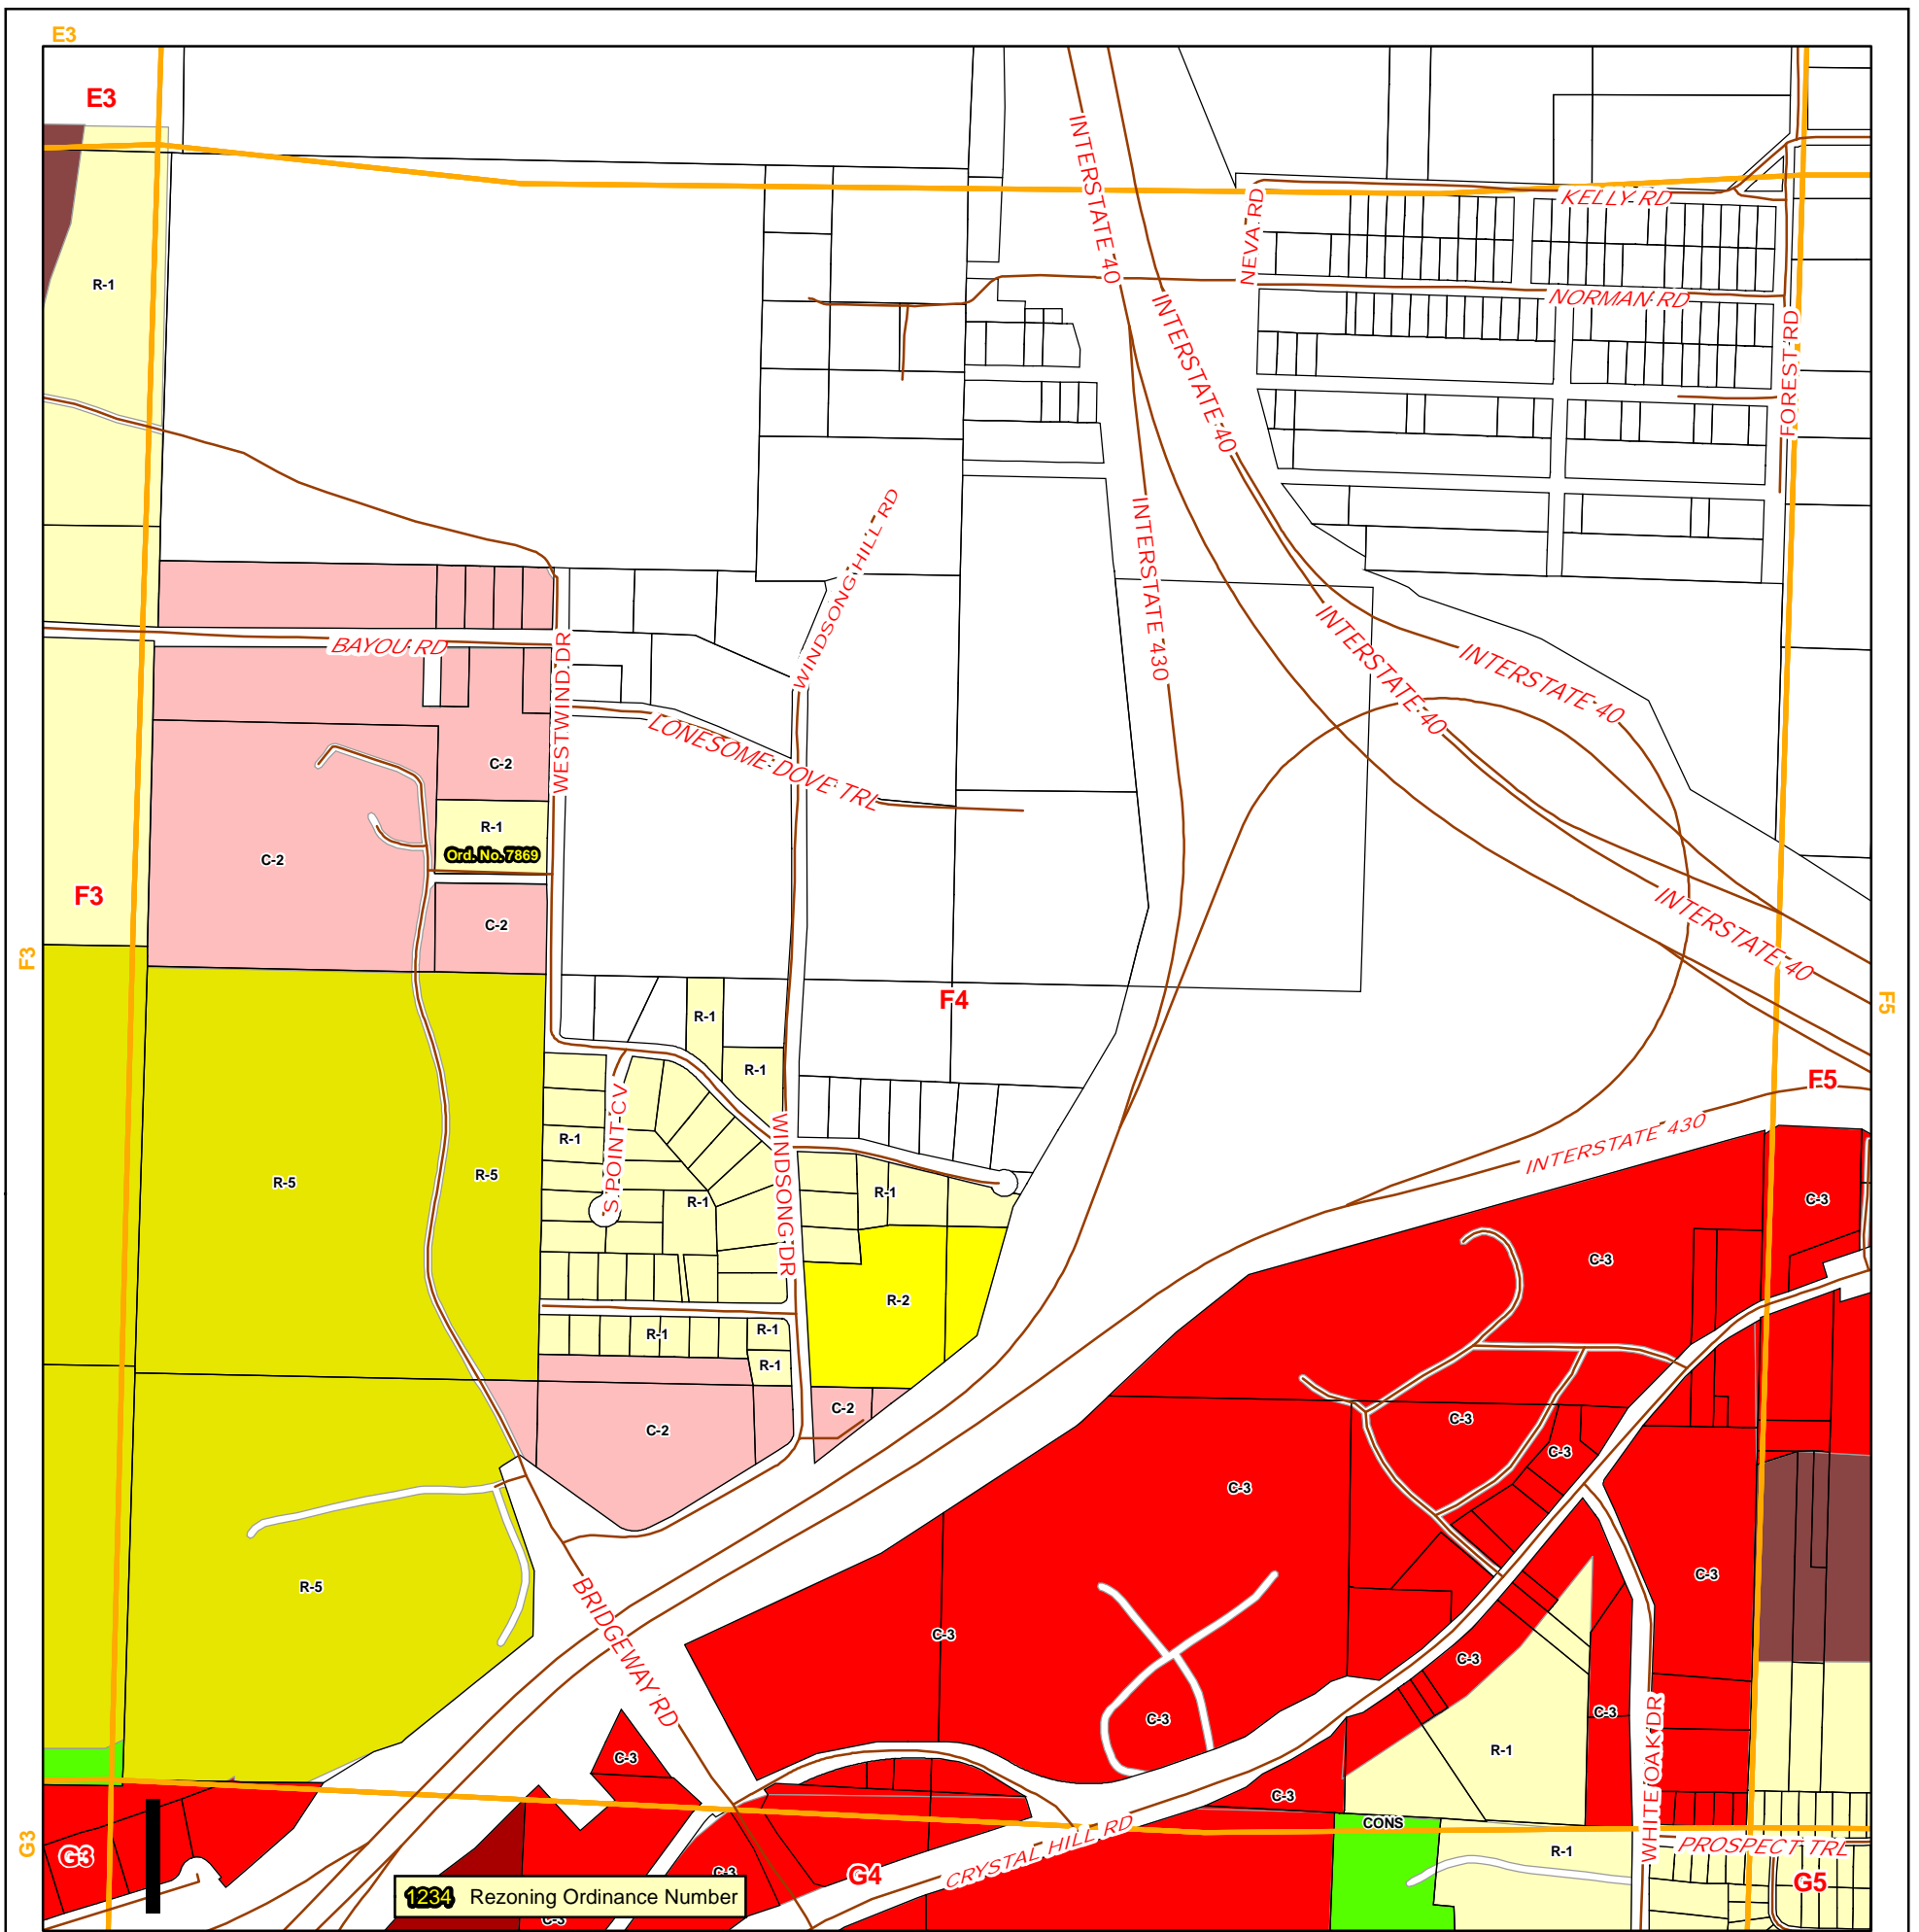 E3
E3
INTERSTATE 40
KELLY RD
NEVA RD
R-1
NORMAN RD
INTERSTATE 40
FOREST RD
WINDSONG HILL RD
INTERSTATE 430
BAYOU RD
WESTWIND DR
INTERSTATE 40
INTERSTATE 40
LONESOME DOVE TRL
C-2
R-1
Ord. No. 7869
C-2
F3
INTERSTATE 40
C-2
F3
F4
F5
R-1
R-1
F5
S POINT CV
WINDSONG DR
R-1
INTERSTATE 430
R-5
R-5
R-1
R-1
C-3
C-3
R-2
R-1
R-1
R-1
C-2
C-2
C-3
C-3
C-3
R-5
C-3
BRIDGEWAY RD
C-3
C-3
C-3
C-3
WHITE OAK DR
C-3
R-1
C-3
CONS
G3
G3
C-3
G4
CRYSTAL HILL RD
R-1
PROSPECT TRL
G5
1234 Rezoning Ordinance Number
C-3